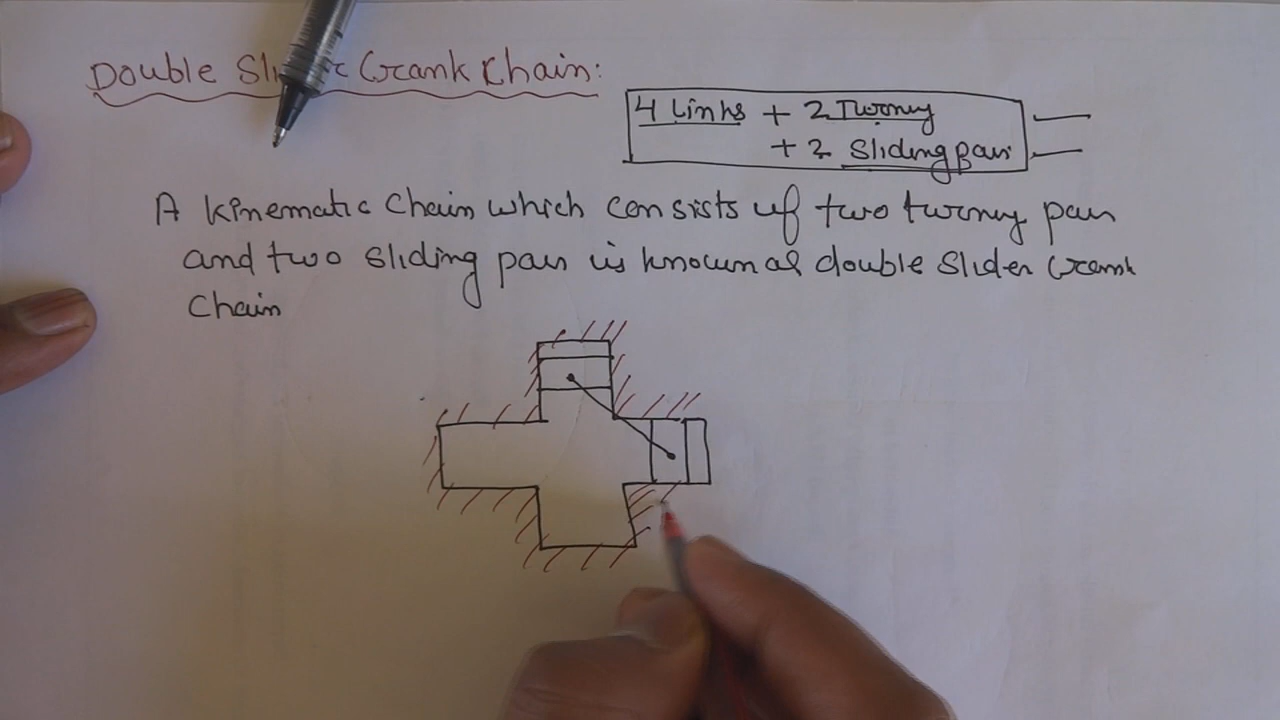 Double Sl r Crank Chain:
4 Links + 2 Turning
+ 2 Sliding pair
A kinematic chain which consists of two turning pair
and two sliding pair is known as double slider crank
chain